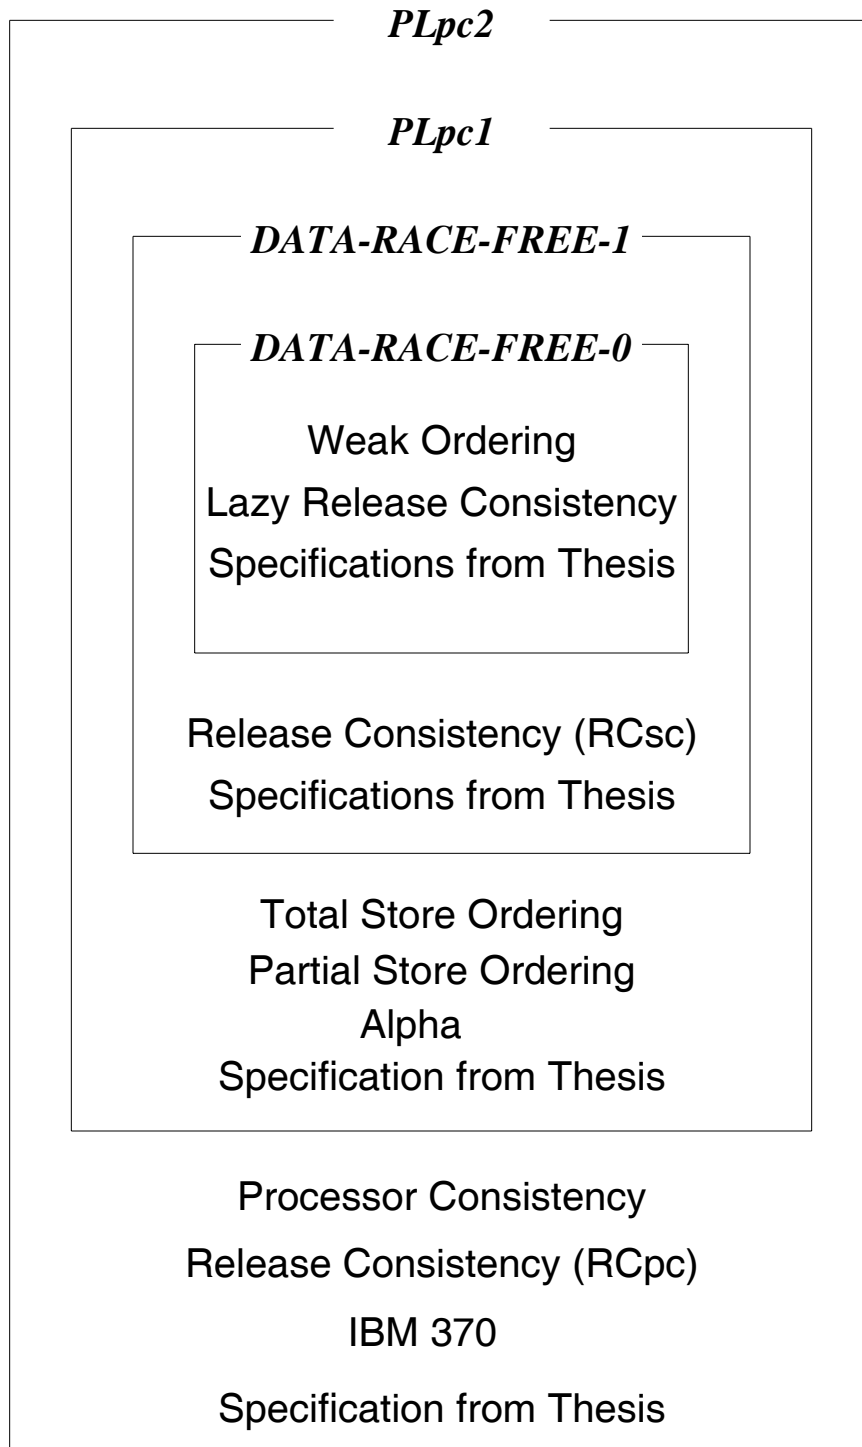 PLpc2
PLpc1
DATA-RACE-FREE-1
DATA-RACE-FREE-0
Weak Ordering
Lazy Release Consistency
Specifications from Thesis
Release Consistency (RCsc)
Specifications from Thesis
Total Store Ordering
Partial Store Ordering
Alpha
Specification from Thesis
Processor Consistency
Release Consistency (RCpc)
IBM 370
Specification from Thesis